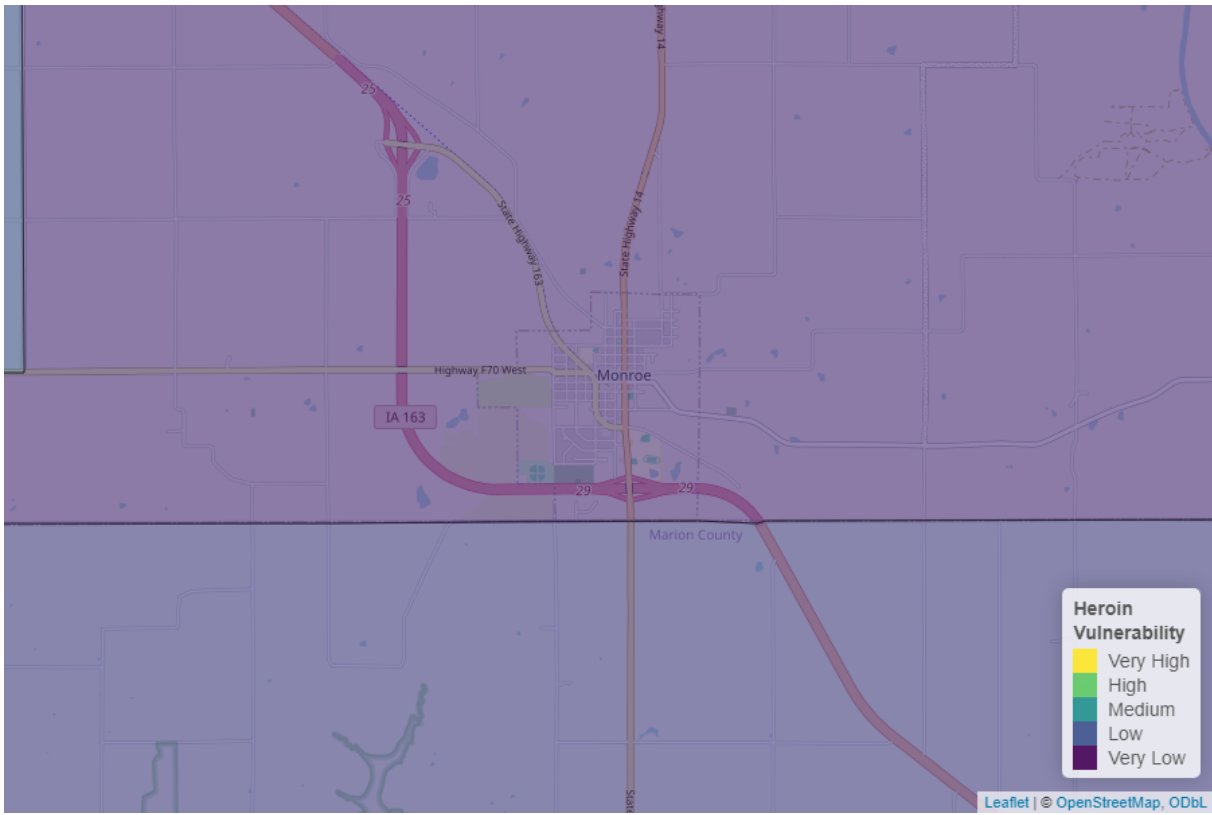 Highway 14
25
25
State Highway 163
State Highway 14
Highway F70 West
Monroe
IA 163
29
29
Marion County
State
Heroin
Vulnerability
Very High
High
Medium
Low
Very Low
Leaflet | © OpenStreetMap, ODbL